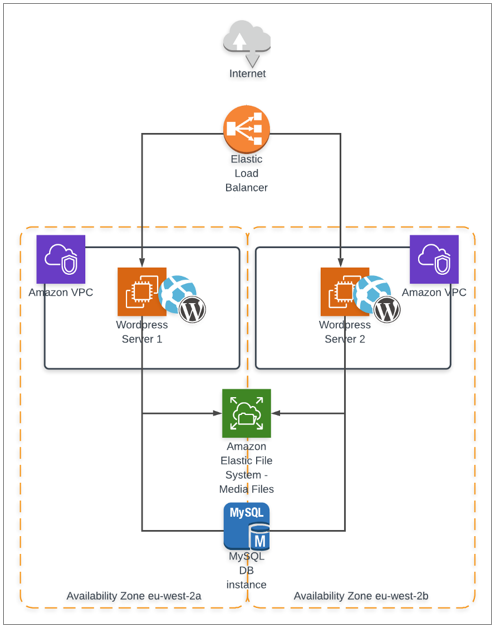 Internet
Elastic
Load
Balancer
Amazon VPC
Amazon VPC
Wordpress
Server 1
Wordpress
Server 2
Amazon
Elastic File
System -
Media Files
MySQL
M
MySQL
DB
instance
Availability Zone eu-west-2a
Availability Zone eu-west-2b